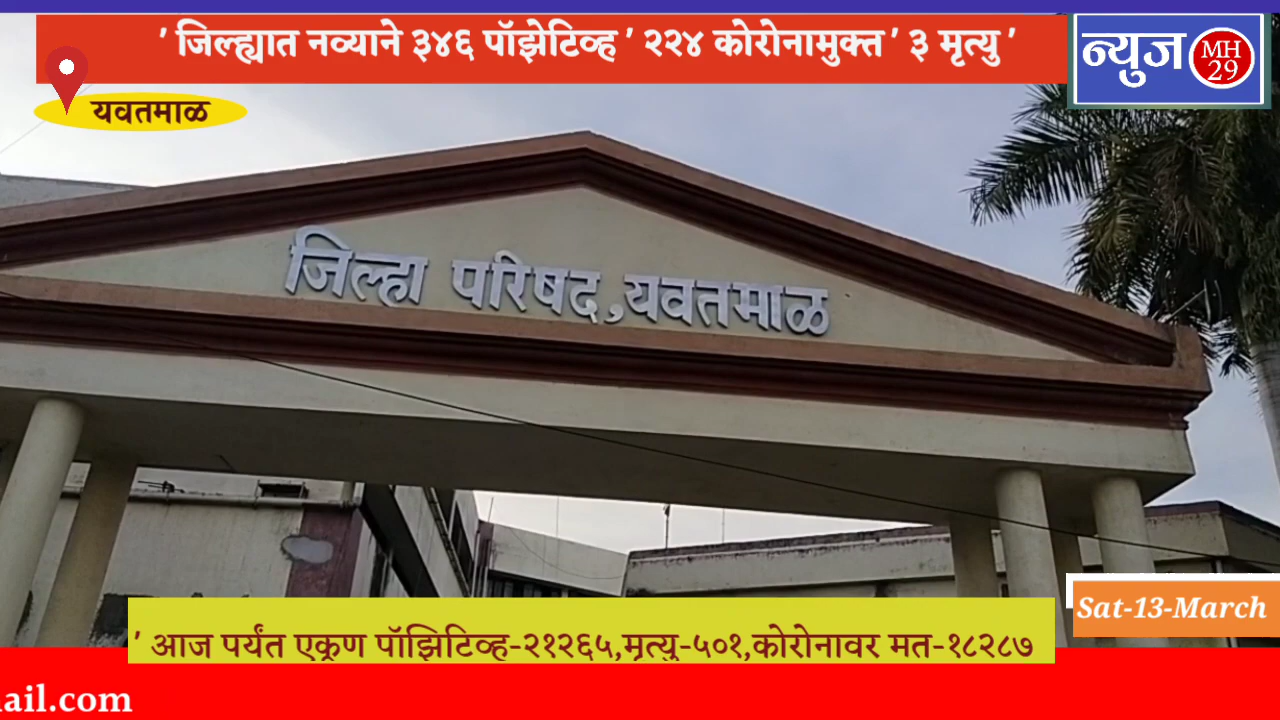 ' जिल्ह्यात नव्याने ३४६ पॉझेटिव्ह ' २२४ कोरोनामुक्त ' ३ मृत्यु '
न्युज MH 29
यवतमाळ
जिल्हा परिषद,यवतमाळ
Sat-13-March
' आज पर्यंत एकुण पॉझिटिव्ह-२१२६५,मृत्यु-५०१,कोरोनावर मत-१८२८७
ail.com